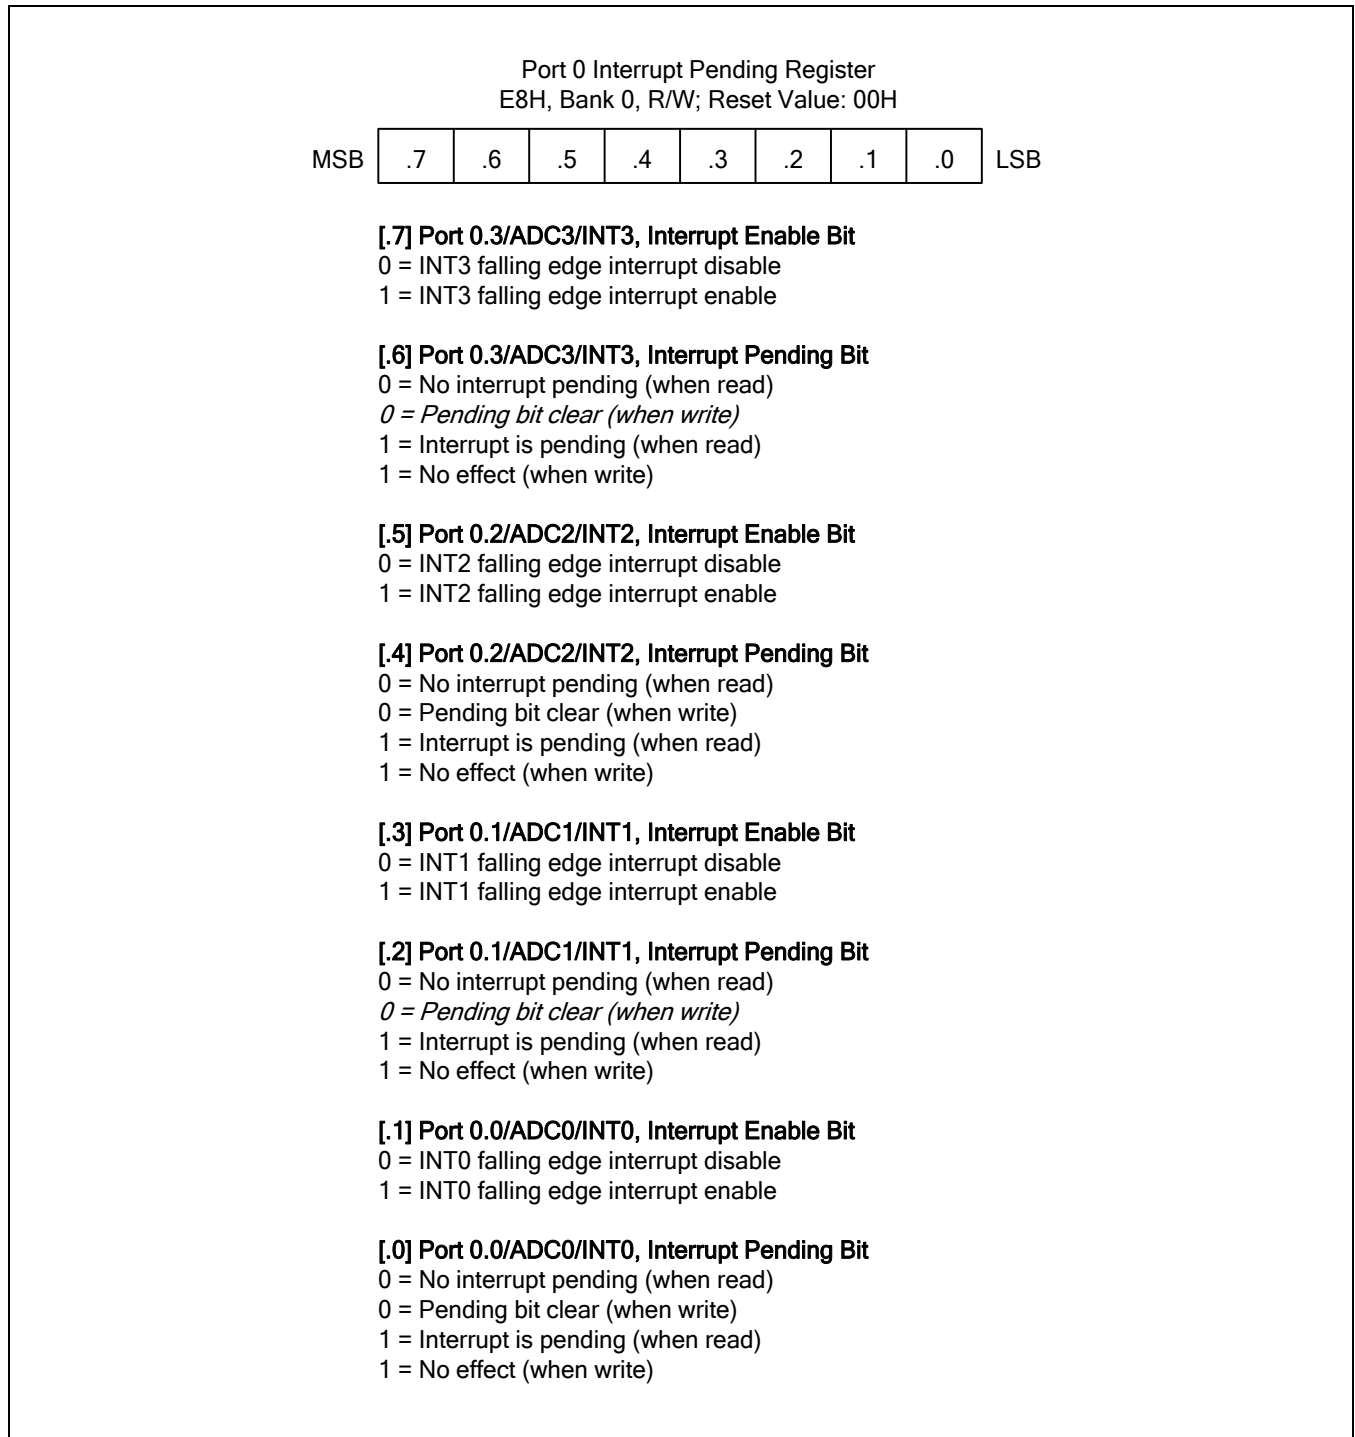 Port 0 Interrupt Pending Register
E8H, Bank 0, R/W; Reset Value: 00H
MSB .7 .6 .5 .4 .3 .2 .1 .0 LSB
[.7] Port 0.3/ADC3/INT3, Interrupt Enable Bit
0 = INT3 falling edge interrupt disable
1 = INT3 falling edge interrupt enable
[.6] Port 0.3/ADC3/INT3, Interrupt Pending Bit
0 = No interrupt pending (when read)
0 = Pending bit clear (when write)
1 = Interrupt is pending (when read)
1 = No effect (when write)
[.5] Port 0.2/ADC2/INT2, Interrupt Enable Bit
0 = INT2 falling edge interrupt disable
1 = INT2 falling edge interrupt enable
[.4] Port 0.2/ADC2/INT2, Interrupt Pending Bit
0 = No interrupt pending (when read)
0 = Pending bit clear (when write)
1 = Interrupt is pending (when read)
1 = No effect (when write)
[.3] Port 0.1/ADC1/INT1, Interrupt Enable Bit
0 = INT1 falling edge interrupt disable
1 = INT1 falling edge interrupt enable
[.2] Port 0.1/ADC1/INT1, Interrupt Pending Bit
0 = No interrupt pending (when read)
0 = Pending bit clear (when write)
1 = Interrupt is pending (when read)
1 = No effect (when write)
[.1] Port 0.0/ADC0/INT0, Interrupt Enable Bit
0 = INT0 falling edge interrupt disable
1 = INT0 falling edge interrupt enable
[.0] Port 0.0/ADC0/INT0, Interrupt Pending Bit
0 = No interrupt pending (when read)
0 = Pending bit clear (when write)
1 = Interrupt is pending (when read)
1 = No effect (when write)